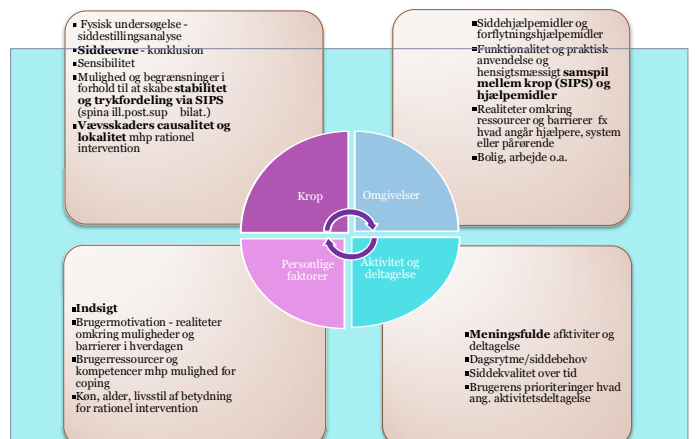 Fysisk undersøgelse -
siddestillingsanalyse
Siddeevne - konklusion
Sensibilitet
Mulighed og begrænsninger i
forhold til at skabe stabilitet
og trykfordeling via SIPS
(spina ill.post.sup bilat.)
Vævsskaders causalitet og
lokalitet mhp rationel
intervention
Siddehjælpemidler og
forflytningshjælpemidler
Funktionalitet og praktisk
anvendelse og
hensigtsmæssigt samspil
mellem krop (SIPS) og
hjælpemidler
Realiteter omkring
ressourcer og barrierer fx
hvad angår hjælpere, system
eller pårørende
Bolig, arbejde o.a.
Krop
Omgivelser
Personlige
faktorer
Aktivitet og
deltagelse
Indsigt
Brugermotivation - realiteter
omkring muligheder og
barrierer i hverdagen
Brugerressourcer og
kompetencer mhp mulighed for
coping
Køn, alder, livsstil af betydning
for rationel intervention
Meningsfulde afktiviter og
deltagelse
Dagsrytme/siddebehov
Siddekvalitet over tid
Brugerens prioriteringer hvad
ang. aktivitetsdeltagelse